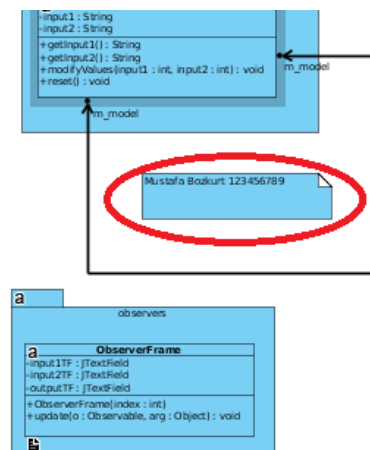 -input1 : String
-input2 : String
+getInput1() : String
+getInput2() : String
+modifyValues(input1 : int, input2 : int) : void
+reset() : void
m_model
m_model
Mustafa Bozkurt 123456789
a
observers
a
ObserverFrame
-input1TF : JTextField
-input2TF : JTextField
-outputTF : JTextField
+ObserverFrame(index : int)
+update(o : Observable, arg : Object) : void